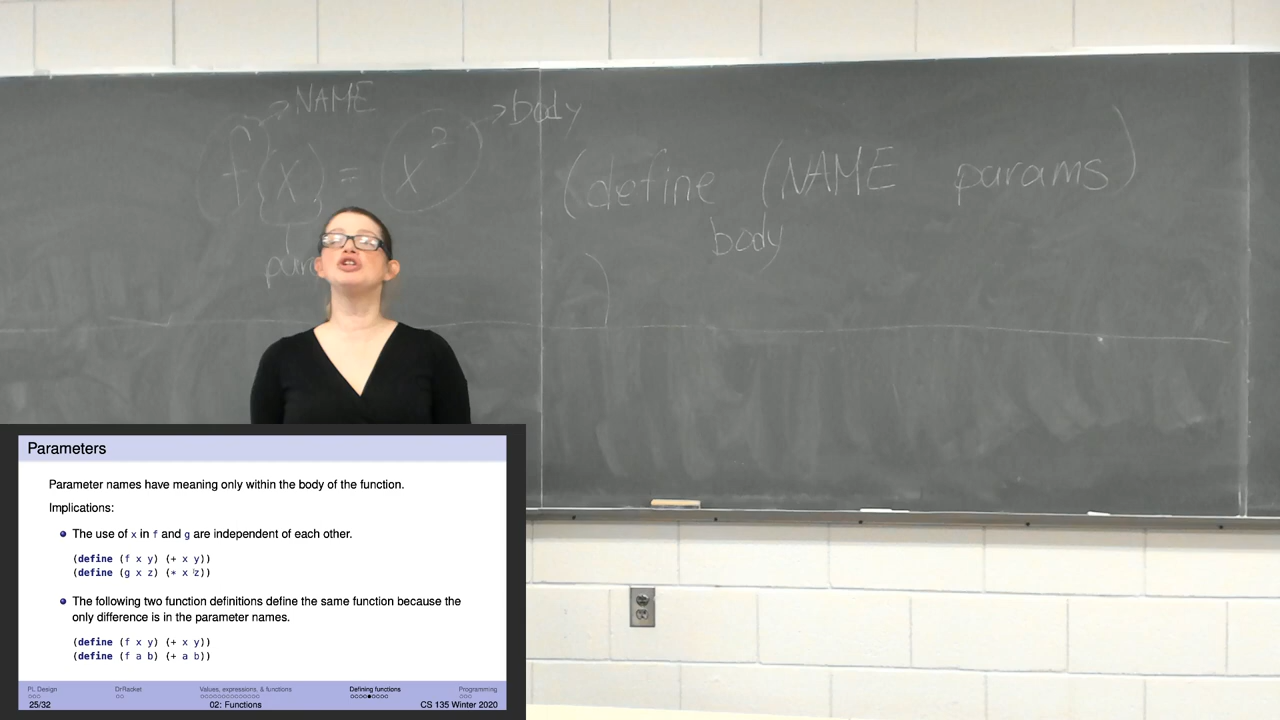 NAME
body
f(x) = x²
(define (NAME params)
body
)
Parameters
Parameter names have meaning only within the body of the function.
Implications:
The use of x in f and g are independent of each other.
(define (f x y) (+ x y))
(define (g x z) (* x z))
The following two function definitions define the same function because the
only difference is in the parameter names.
(define (f x y) (+ x y))
(define (f a b) (+ a b))
PL Design DrRacket Values, expressions, & functions Defining functions Programming
25/32 02: Functions CS 135 Winter 2020